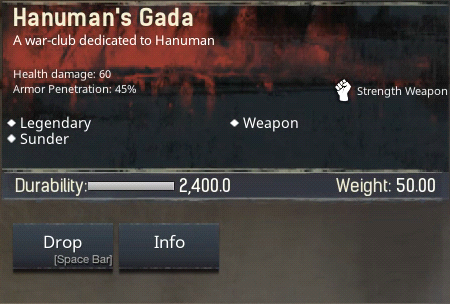 Hanuman's Gada
A war-club dedicated to Hanuman
Health damage: 60
Armor Penetration: 45%
Strength Weapon
Legendary
Weapon
Sunder
Durability: 2,400.0
Weight: 50.00
Drop
[Space Bar]
Info